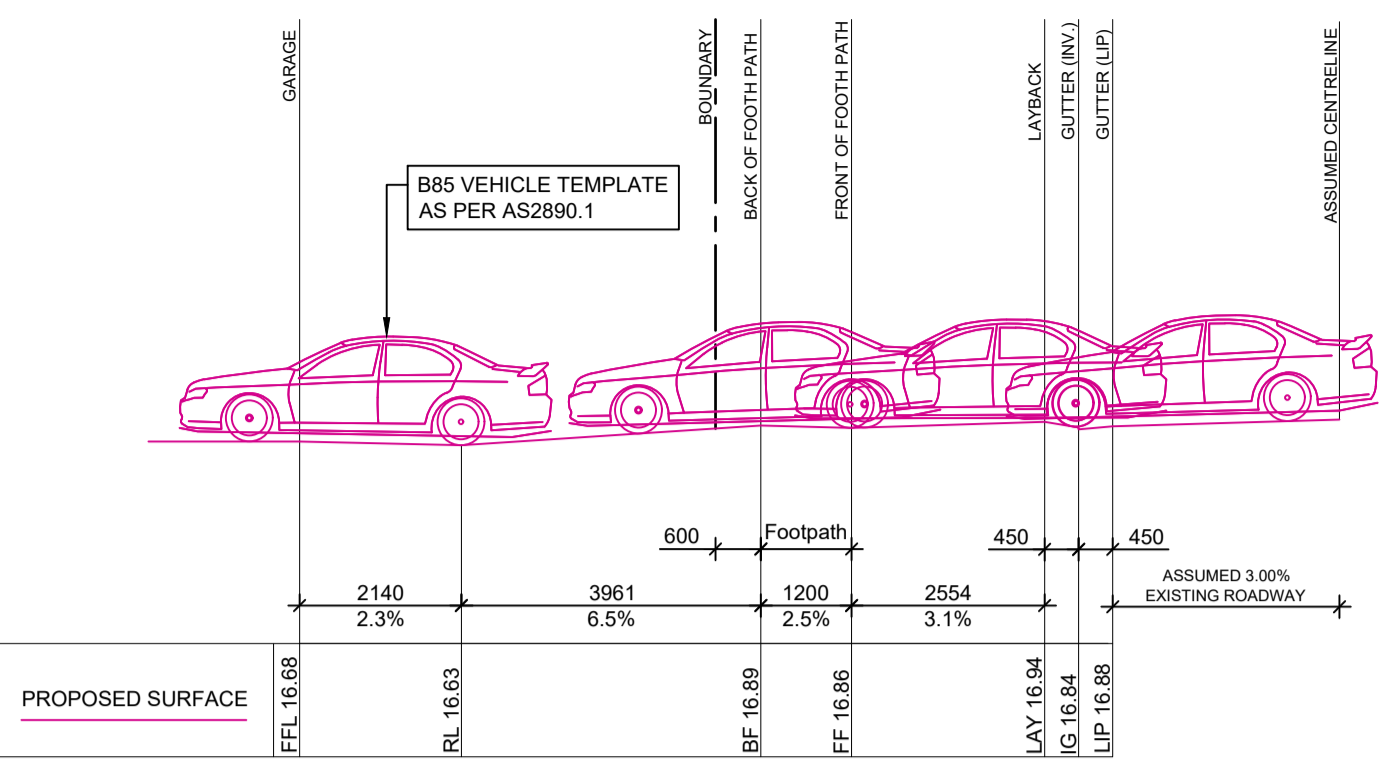 GARAGE
BOUNDARY
BACK OF FOOTH PATH
FRONT OF FOOTH PATH
LAYBACK
GUTTER (INV.)
GUTTER (LIP)
ASSUMED CENTRELINE
B85 VEHICLE TEMPLATE
AS PER AS2890.1
600
Footpath
450
450
2140
2.3%
3961
6.5%
1200
2.5%
2554
3.1%
ASSUMED 3.00%
EXISTING ROADWAY
PROPOSED SURFACE
FFL 16.68
RL 16.63
BF 16.89
FF 16.86
LAY 16.94
IG 16.84
LIP 16.88